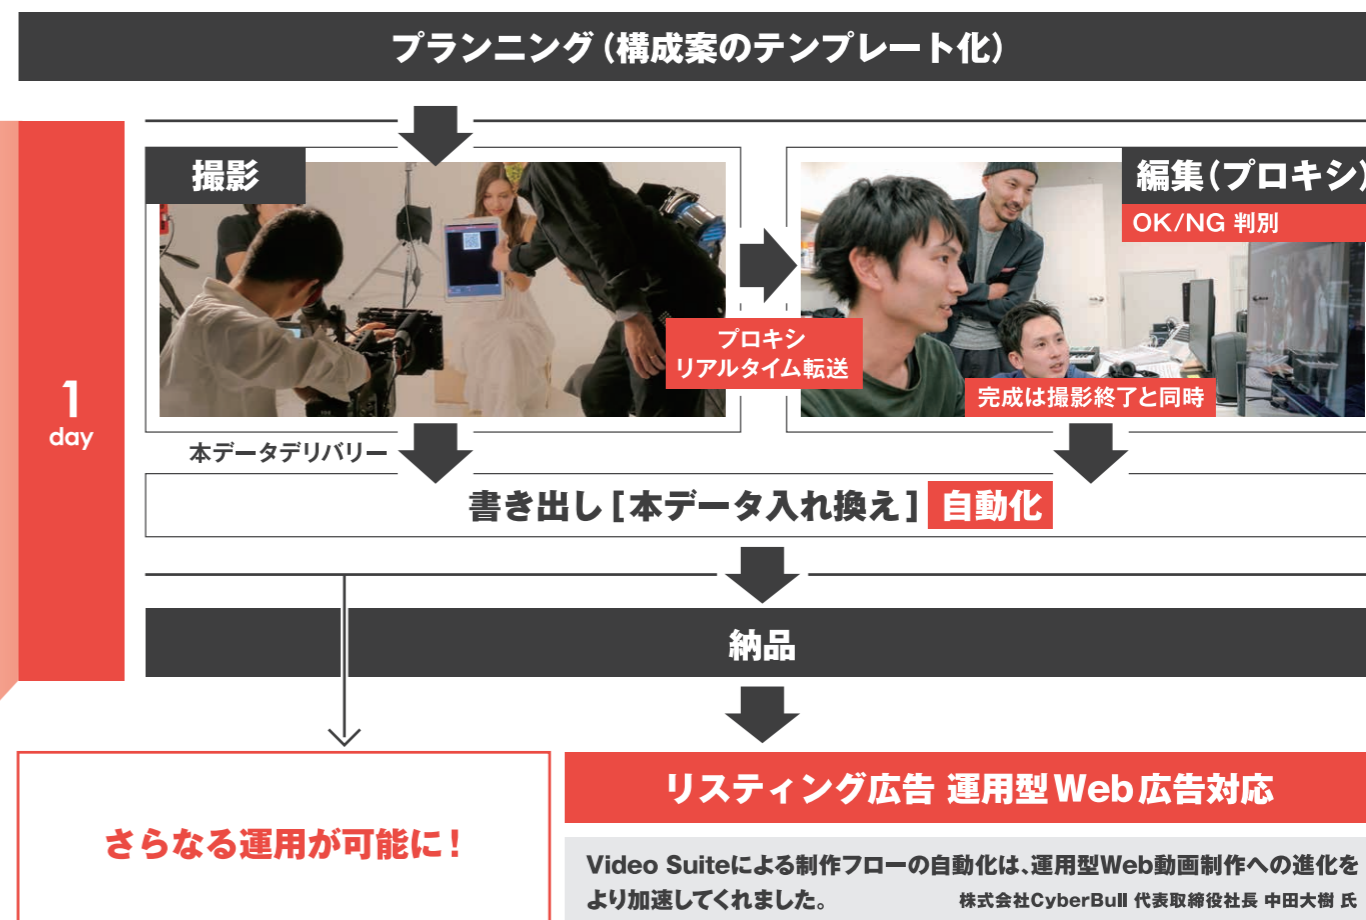 プランニング（構成案のテンプレート化）
撮影
編集（プロキシ）
OK/NG 判別
プロキシ
リアルタイム転送
完成は撮影終了と同時
1
day
本データデリバリー
書き出し［本データ入れ換え］ 自動化
納品
さらなる運用が可能に！
リスティング広告 運用型Web広告対応
Video Suiteによる制作フローの自動化は、運用型Web動画制作への進化を
より加速してくれました。 株式会社CyberBull 代表取締役社長 中田大樹 氏